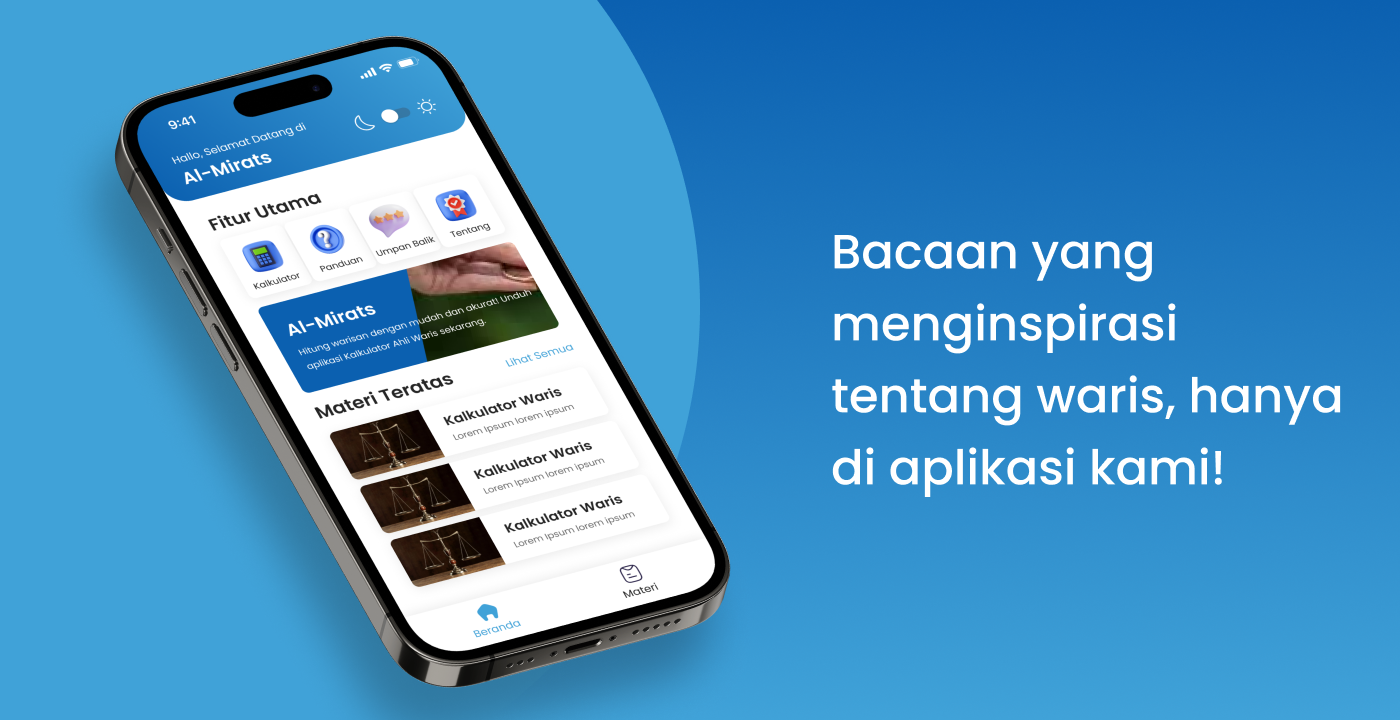 9:41
Hallo, Selamat Datang di
Al-Mirats
Fitur Utama
Kalkulator
Panduan
Umpan Balik
Tentang
Al-Mirats
Hitung warisan dengan mudah dan akurat! Unduh
aplikasi Kalkulator Ahli Waris sekarang.
Materi Teratas
Lihat Semua
Kalkulator Waris
Lorem Ipsum lorem ipsum
Kalkulator Waris
Lorem Ipsum lorem ipsum
Kalkulator Waris
Lorem Ipsum lorem ipsum
Beranda
Materi
Bacaan yang
menginspirasi
tentang waris, hanya
di aplikasi kami!